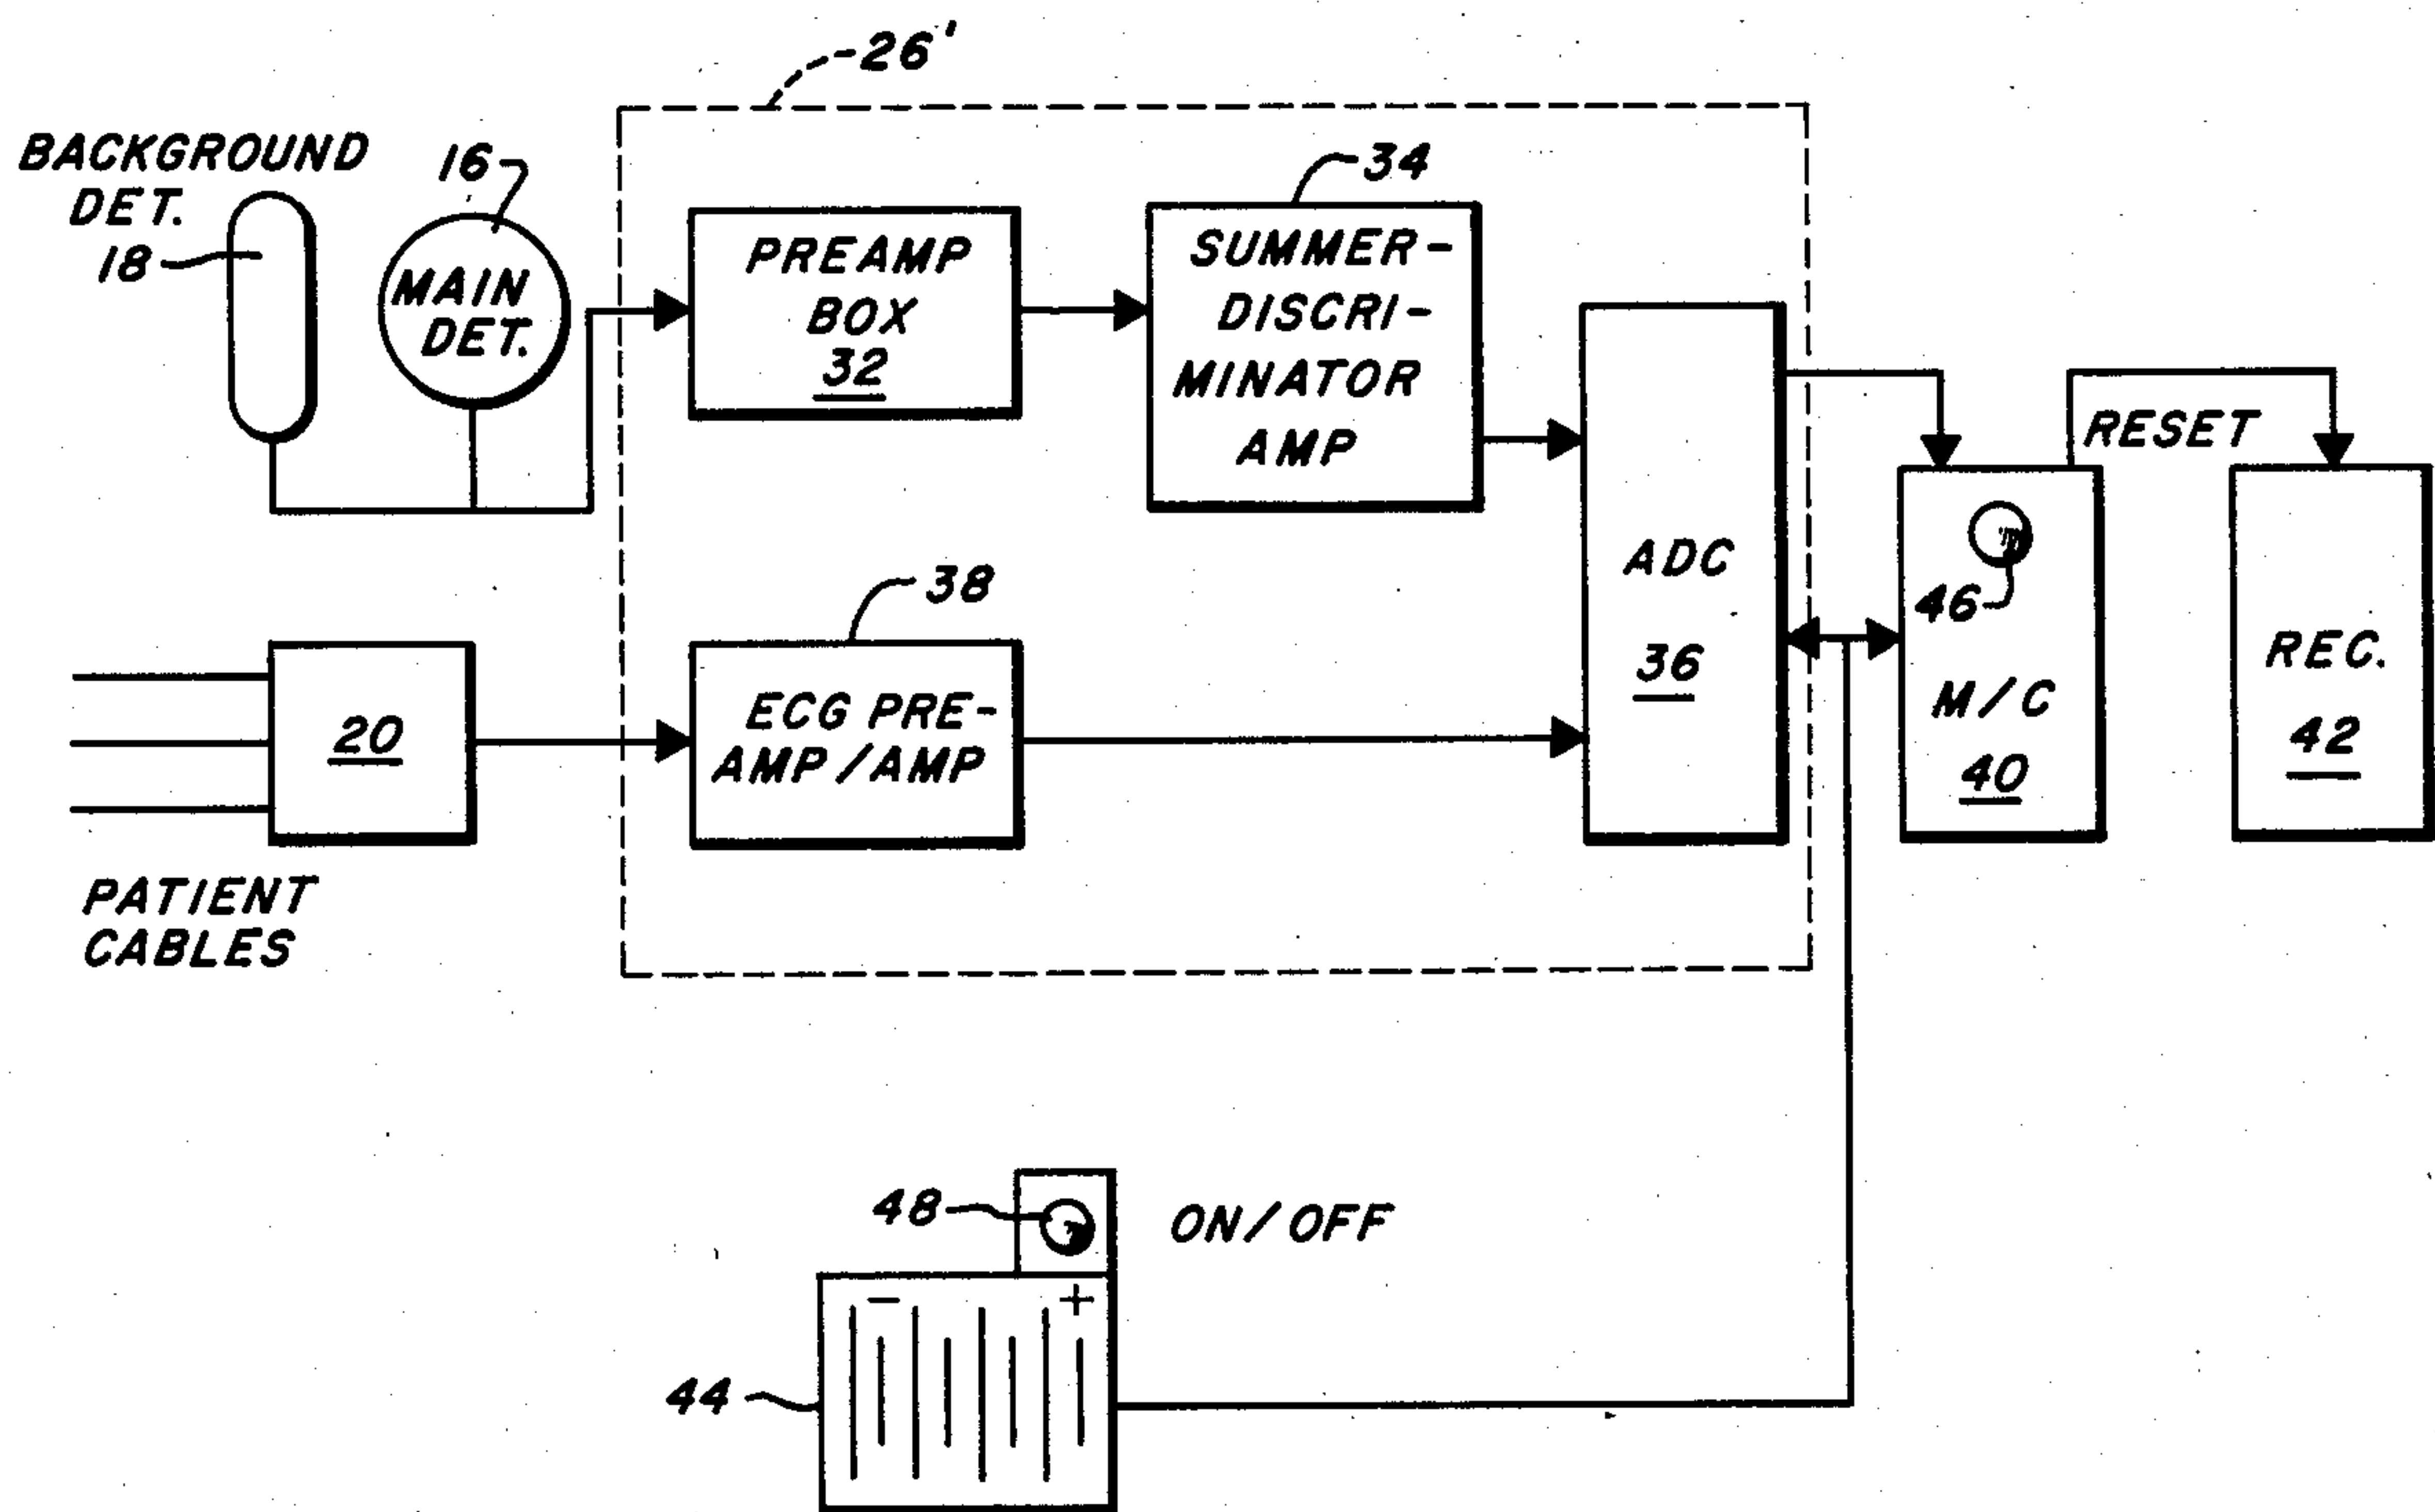 26'
BACKGROUND
DET.
18
16
MAIN
DET.
PREAMP
BOX
32
34
SUMMER-
DISCRI-
MINATOR
AMP
ADC
36
RESET
46
M/C
40
REC.
42
20
PATIENT
CABLES
38
ECG PRE-
AMP/AMP
48
ON/OFF
- +
44